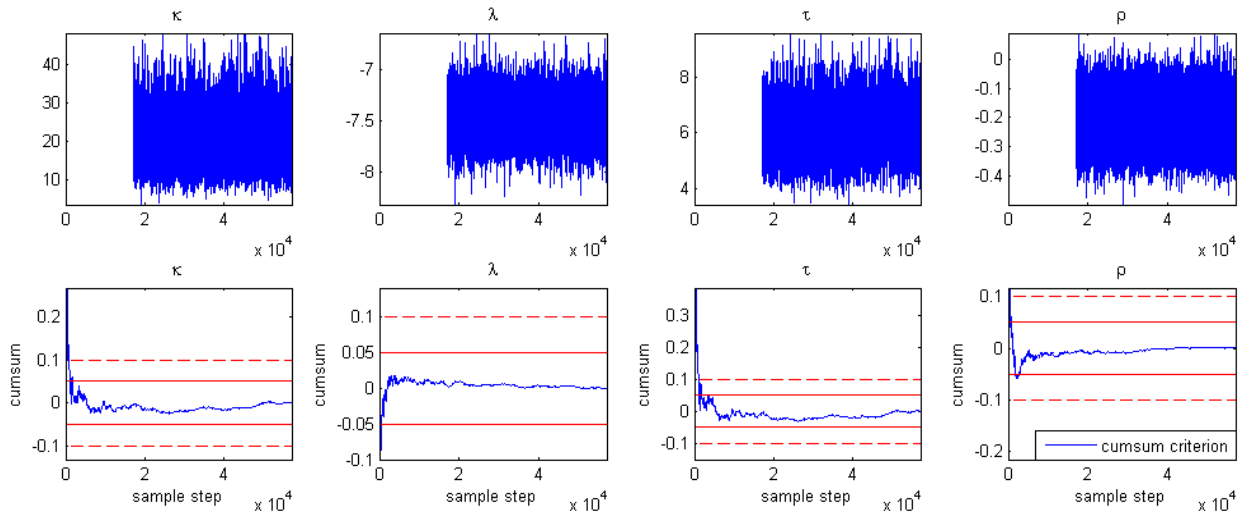 κ λ τ ρ
40
30
20
10
0 2 4
x 10^4
-7
-7.5
-8
0 2 4
x 10^4
8
6
4
0 2 4
x 10^4
0
-0.1
-0.2
-0.3
-0.4
0 2 4
x 10^4
κ λ τ ρ
cumsum
0.2
0.1
0
-0.1
0 2 4
sample step
x 10^4
cumsum
0.1
0.05
0
-0.05
-0.1
0 2 4
sample step
x 10^4
cumsum
0.3
0.2
0.1
0
-0.1
0 2 4
sample step
x 10^4
cumsum
0.1
0
-0.1
-0.2
cumsum criterion
0 2 4
sample step
x 10^4